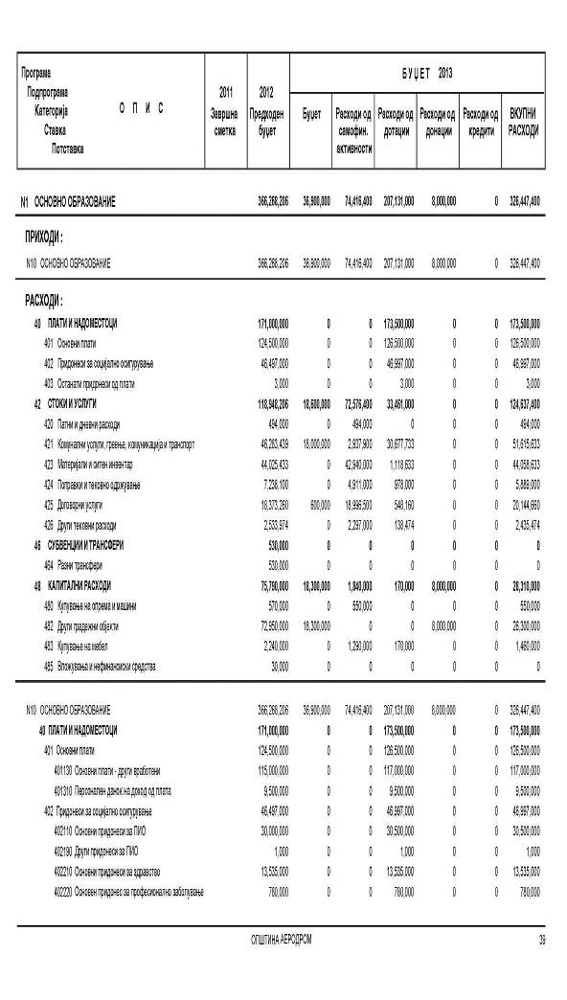 Програма БУЏЕТ 2013
Подпрограма 2011 2012
Категорија О П И С Завршна Предходен Буџет Расходи од Расходи од Расходи од Расходи од ВКУПНИ
Ставка сметка буџет самофин. дотации донации кредити РАСХОДИ
Потставка активности
N1 ОСНОВНО ОБРАЗОВАНИЕ 366,268,206 36,900,000 74,416,400 207,131,000 8,000,000 0 326,447,400
ПРИХОДИ :
N10 ОСНОВНО ОБРАЗОВАНИЕ 366,268,206 36,900,000 74,416,400 207,131,000 8,000,000 0 326,447,400
РАСХОДИ :
40 ПЛАТИ И НАДОМЕСТОЦИ 171,000,000 0 0 173,500,000 0 0 173,500,000
401 Основни плати 124,500,000 0 0 126,500,000 0 0 126,500,000
402 Придонеси за социјално осигурување 46,497,000 0 0 46,997,000 0 0 46,997,000
403 Останати придонеси од плати 3,000 0 0 3,000 0 0 3,000
42 СТОКИ И УСЛУГИ 118,948,206 18,600,000 72,576,400 33,461,000 0 0 124,637,400
420 Патни и дневни расходи 494,000 0 494,000 0 0 0 494,000
421 Комунални услуги, греење, комуникација и транспорт 46,283,439 18,000,000 2,937,900 30,677,733 0 0 51,615,633
423 Материјали и ситен инвентар 44,025,433 0 42,940,000 1,118,633 0 0 44,058,633
424 Поправки и тековно одржување 7,238,100 0 4,911,000 978,000 0 0 5,889,000
425 Договорни услуги 18,373,260 600,000 18,996,500 548,160 0 0 20,144,660
426 Други тековни расходи 2,533,974 0 2,297,000 138,474 0 0 2,435,474
46 СУБВЕНЦИИ И ТРАНСФЕРИ 530,000 0 0 0 0 0 0
464 Разни трансфери 530,000 0 0 0 0 0 0
48 КАПИТАЛНИ РАСХОДИ 75,790,000 18,300,000 1,840,000 170,000 8,000,000 0 28,310,000
480 Купување на опрема и машини 570,000 0 550,000 0 0 0 550,000
482 Други градежни објекти 72,950,000 18,300,000 0 0 8,000,000 0 26,300,000
483 Купување на мебел 2,240,000 0 1,290,000 170,000 0 0 1,460,000
485 Вложувања и нефинансиски средства 30,000 0 0 0 0 0 0
N10 ОСНОВНО ОБРАЗОВАНИЕ 366,268,206 36,900,000 74,416,400 207,131,000 8,000,000 0 326,447,400
40 ПЛАТИ И НАДОМЕСТОЦИ 171,000,000 0 0 173,500,000 0 0 173,500,000
401 Основни плати 124,500,000 0 0 126,500,000 0 0 126,500,000
401130 Основни плати - други вработени 115,000,000 0 0 117,000,000 0 0 117,000,000
401310 Персонален данок на доход од плата 9,500,000 0 0 9,500,000 0 0 9,500,000
402 Придонеси за социјално осигурување 46,497,000 0 0 46,997,000 0 0 46,997,000
402110 Основни придонеси за ПИО 30,000,000 0 0 30,500,000 0 0 30,500,000
402190 Други придонеси за ПИО 1,000 0 0 1,000 0 0 1,000
402210 Основни придонеси за здравство 13,535,000 0 0 13,535,000 0 0 13,535,000
402220 Основен придонес за професионално заболување 780,000 0 0 780,000 0 0 780,000
ОПШТИНА АЕРОДРОМ 39